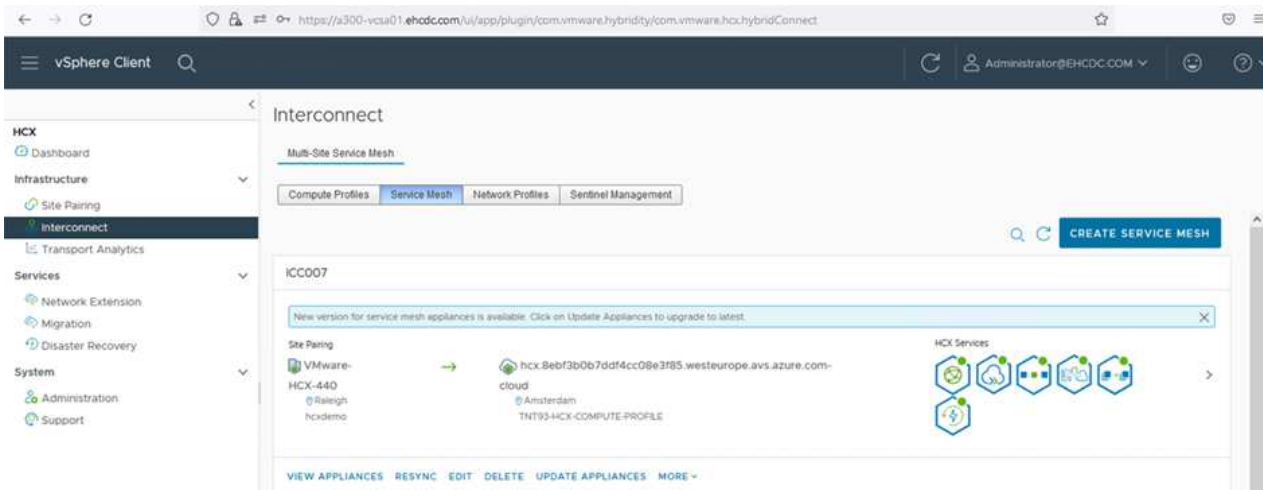 https://a300-vcsa01.ehcdc.com/ui/app/plugin/com.vmware.hybridity/com.vmware.hcx.hybridConnect
vSphere Client
Administrator@EHCDC.COM
HCX
Dashboard
Infrastructure
Site Pairing
Interconnect
Transport Analytics
Services
Network Extension
Migration
Disaster Recovery
System
Administration
Support
Interconnect
Multi-Site Service Mesh
Compute Profiles Service Mesh Network Profiles Sentinel Management
CREATE SERVICE MESH
ICC007
New version for service mesh appliances is available. Click on Update Appliances to upgrade to latest.
Site Pairing
VMware-
HCX-440
Raleigh
hcxdemo
hcx.8ebf3b0b7ddf4cc08e3f85.westeurope.avs.azure.com-
cloud
Amsterdam
TNT93-HCX-COMPUTE-PROFILE
HCX Services
VIEW APPLIANCES RESYNC EDIT DELETE UPDATE APPLIANCES MORE